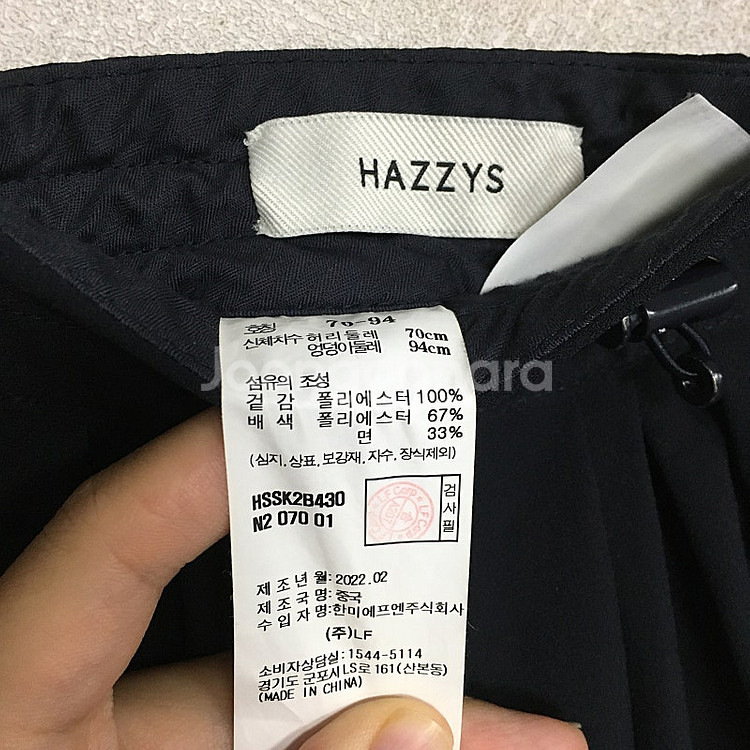 HAZZYS
호칭 70-94
신체치수 허리둘레 70cm
엉덩이둘레 94cm
섬유의 조성
겉 감 폴리에스터 100%
배 색 폴리에스터 67%
면 33%
(심지, 상표, 보강재, 자수, 장식제외)
HSSK2B430
N2 070 01
LF Corp
검사필
제 조 년 월: 2022.02
제 조 국 명: 중국
수 입 자 명: 한미에프엔주식회사
(주)LF
소비자상담실: 1544-5114
경기도 군포시 LS로 161(산본동)
(MADE IN CHINA)